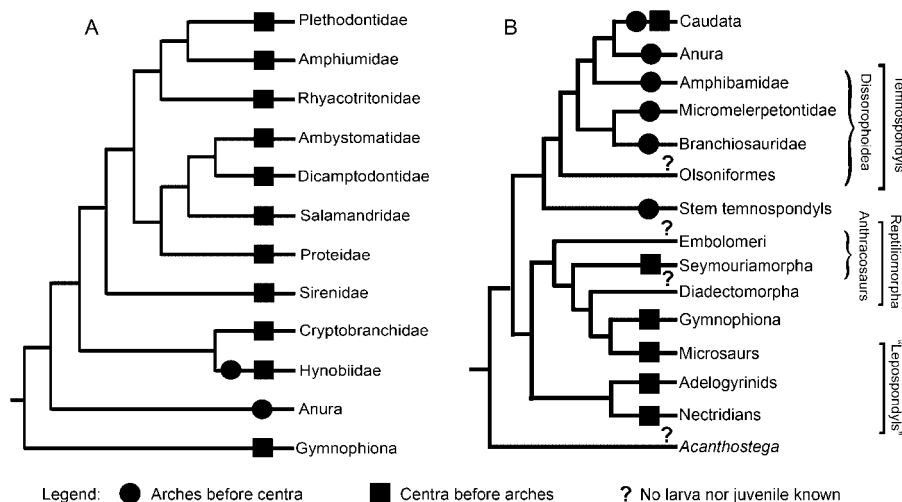 A
Plethodontidae
Amphiumidae
Rhyacotritonidae
Ambystomatidae
Dicamptodontidae
Salamandridae
Proteidae
Sirenidae
Cryptobranchidae
Hynobiidae
Anura
Gymnophiona
B
Caudata
Anura
Amphibamidae
Micromelerpetontidae
Branchiosauridae
?
Olsoniformes
Stem temnospondyls
?
Embolomeri
Seymouriamorpha
?
Diadectomorpha
Gymnophiona
Microsaurs
Adelogyrinids
Nectridians
?
Acanthostega
Dissorophoidea
Temnospondyls
Anthracosaurs
Reptiliomorpha
"Lepospondyls"
Legend: Arches before centra Centra before arches ? No larva nor juvenile known